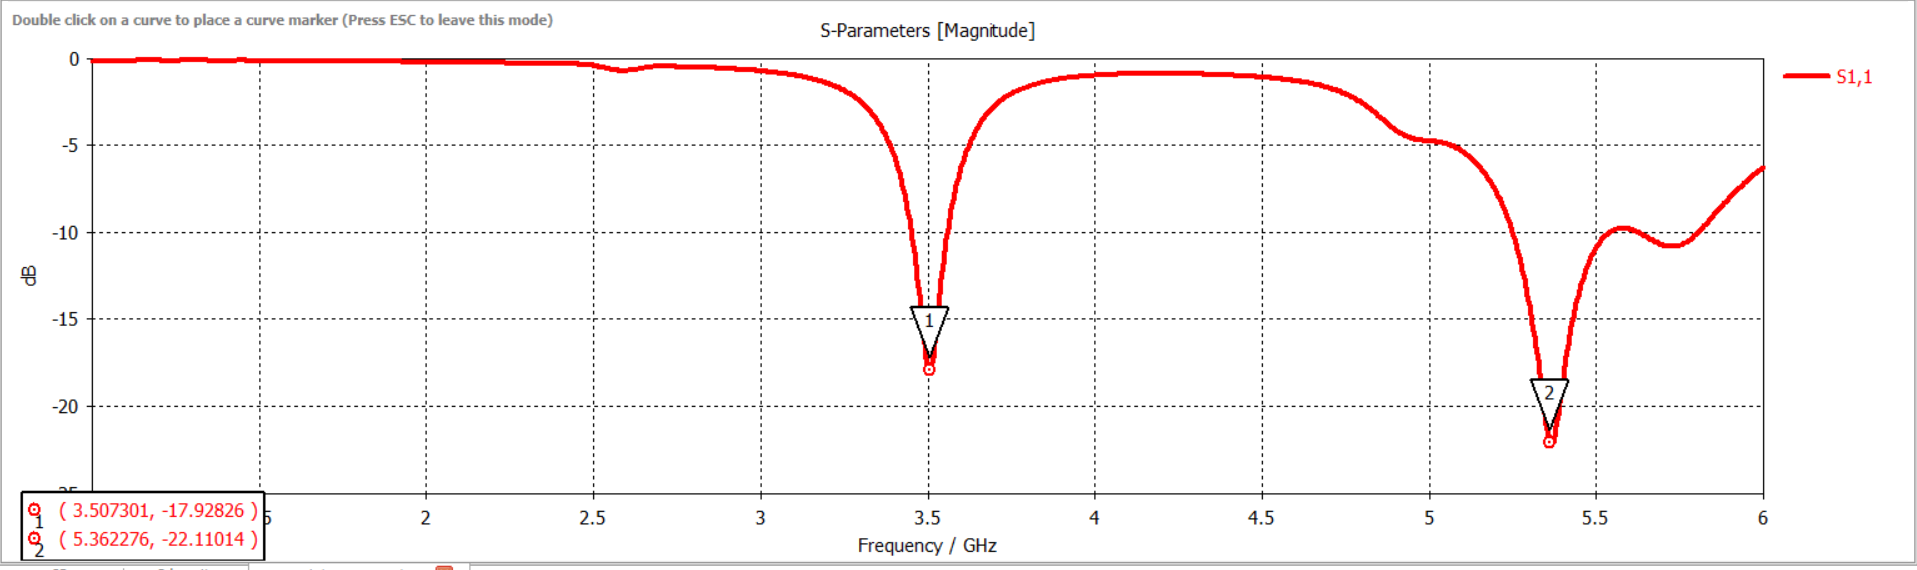 Double click on a curve to place a curve marker (Press ESC to leave this mode)
S-Parameters [Magnitude]
S1,1
0
-5
-10
dB
-15
1
-20
2
1 ( 3.507301, -17.92826 )
2 ( 5.362276, -22.11014 )
2 2.5 3 3.5 4 4.5 5 5.5 6
Frequency / GHz